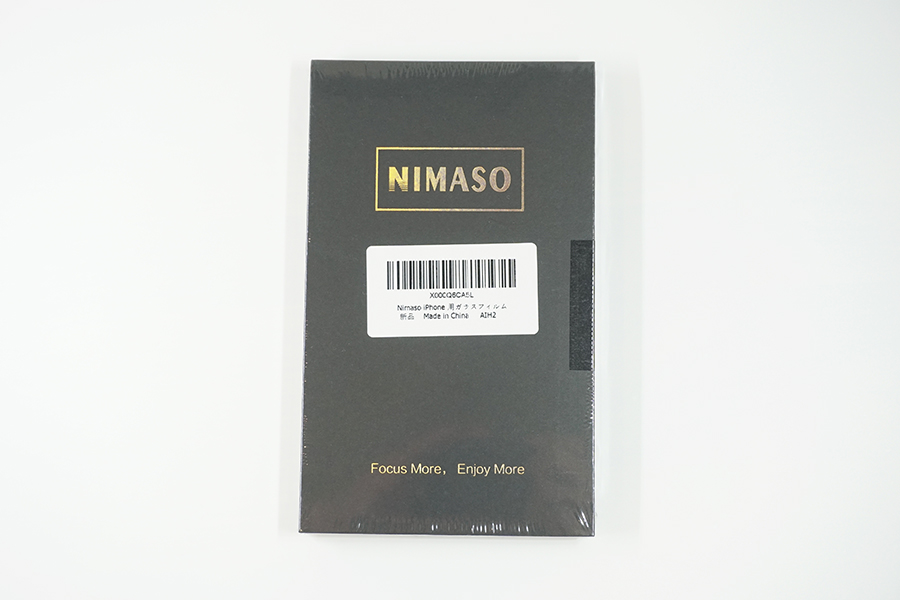 NIMASO
X000Q6CA5L
Nimaso iPhone 用ガラスフィルム
新品 Made in China AIH2
Focus More, Enjoy More